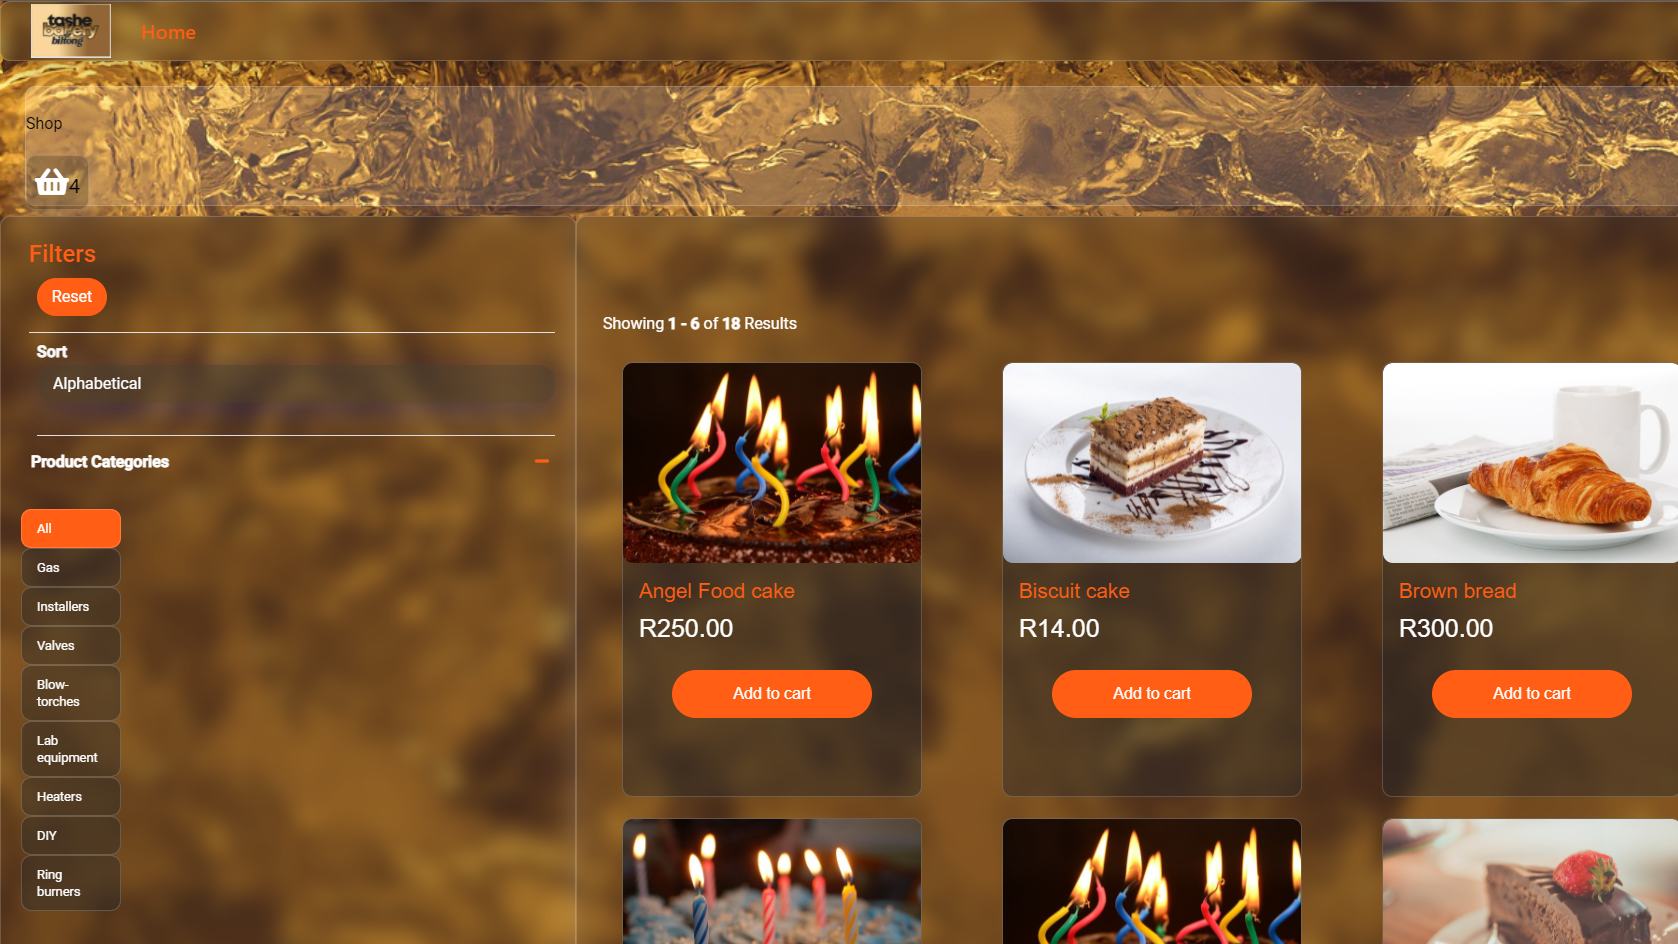 tashe
bakery
biltong
Home
Shop
4
Filters
Reset
Sort
Alphabetical
Product Categories
All
Gas
Installers
Valves
Blow-
torches
Lab
equipment
Heaters
DIY
Ring
burners
Showing 1 - 6 of 18 Results
Angel Food cake
R250.00
Add to cart
Biscuit cake
R14.00
Add to cart
Brown bread
R300.00
Add to cart